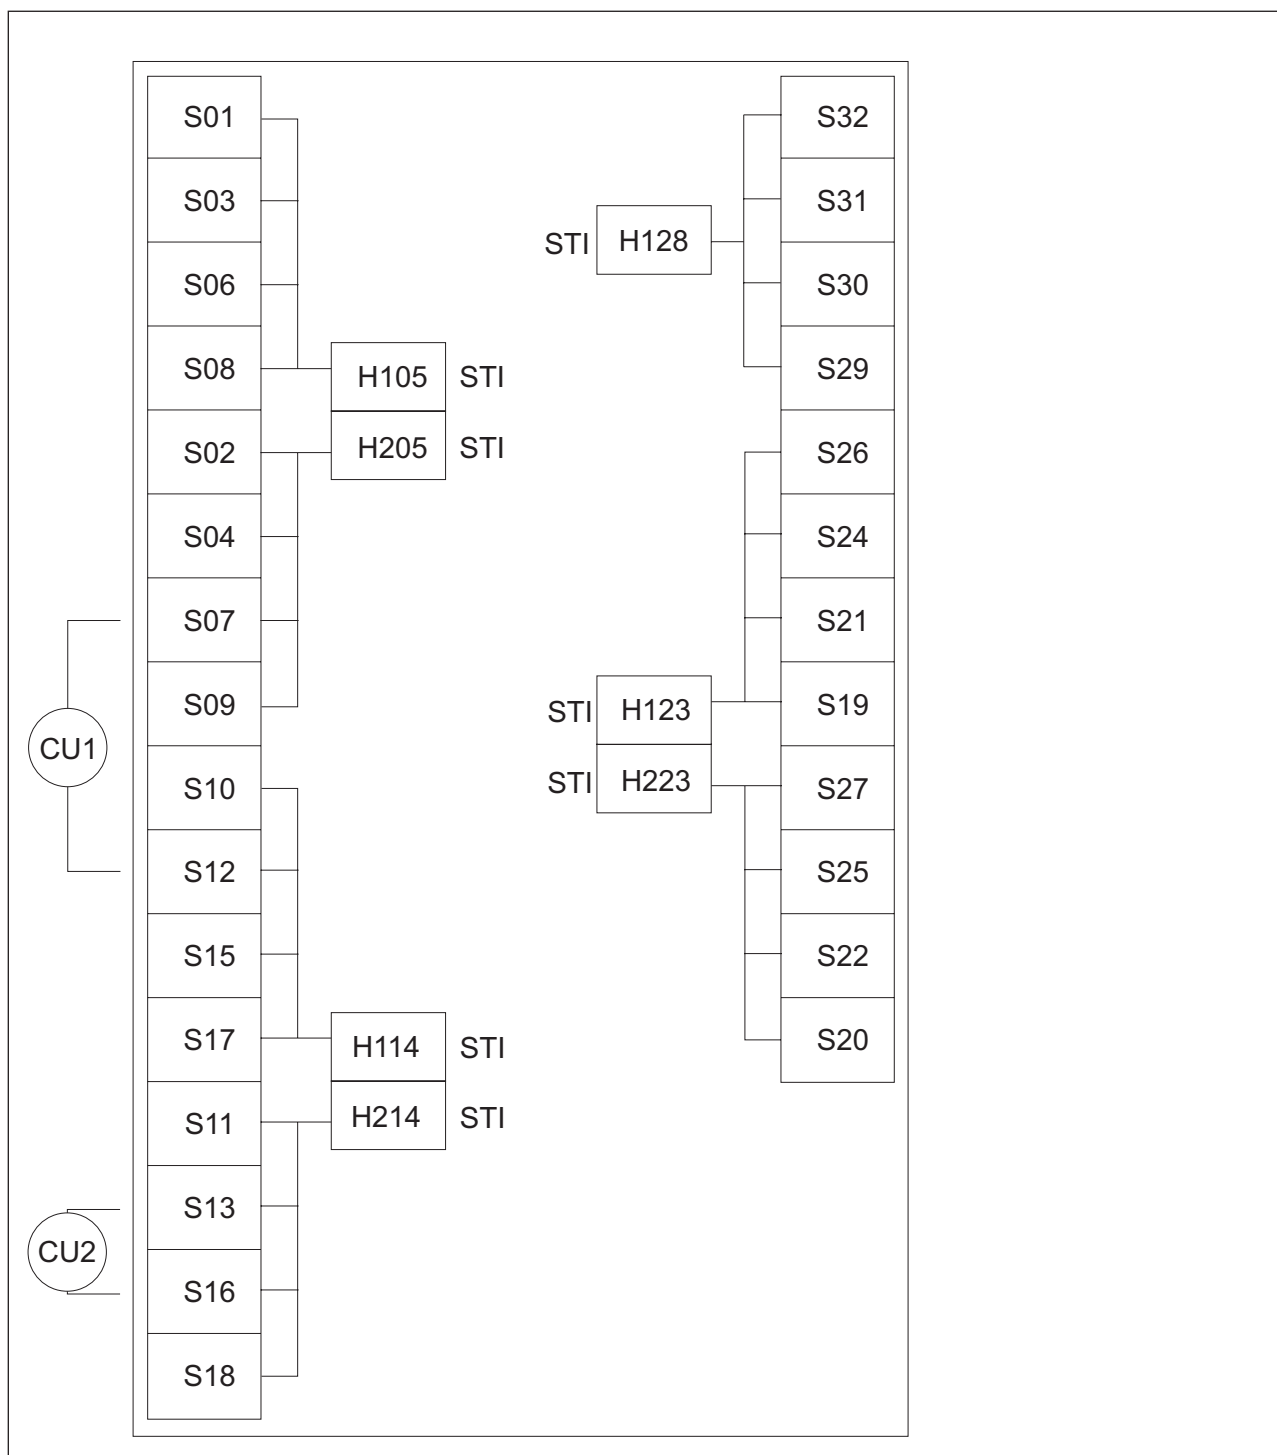 S01
S03
S06
S08
S02
S04
S07
S09
S10
S12
S15
S17
S11
S13
S16
S18
CU1
CU2
H105 STI
H205 STI
H114 STI
H214 STI
STI H128
STI H123
STI H223
S32
S31
S30
S29
S26
S24
S21
S19
S27
S25
S22
S20